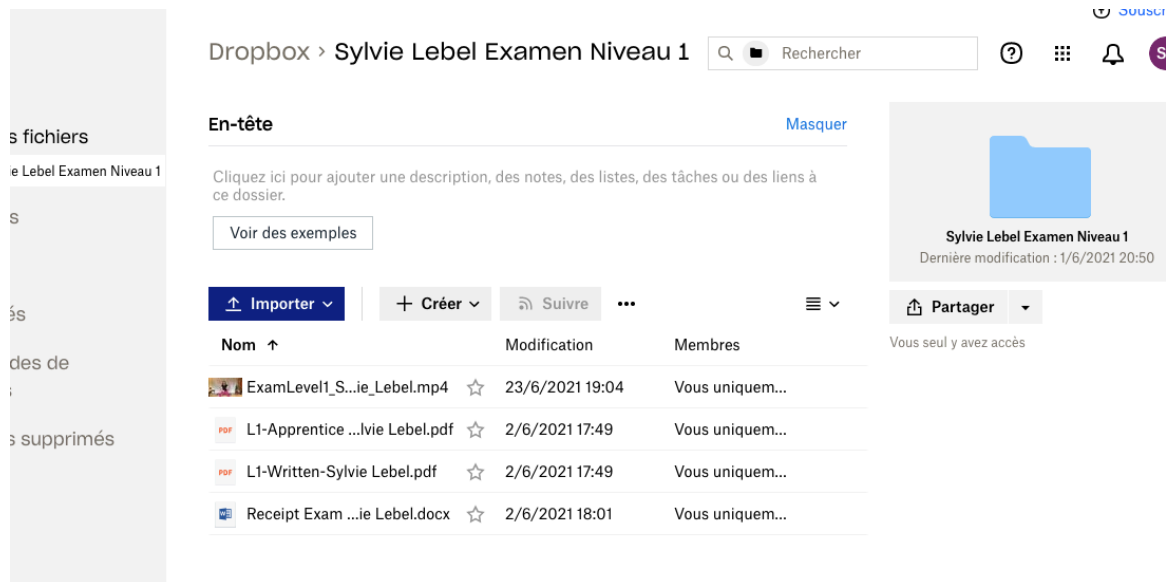 Souscr
Dropbox › Sylvie Lebel Examen Niveau 1
Rechercher
S
s fichiers
ie Lebel Examen Niveau 1
s
és
des de
s supprimés
En-tête
Masquer
Cliquez ici pour ajouter une description, des notes, des listes, des tâches ou des liens à
ce dossier.
Voir des exemples
Importer
Créer
Suivre
Nom ↑ Modification Membres
ExamLevel1_S...ie_Lebel.mp4 23/6/2021 19:04 Vous uniquem...
PDF L1-Apprentice ...lvie Lebel.pdf 2/6/2021 17:49 Vous uniquem...
PDF L1-Written-Sylvie Lebel.pdf 2/6/2021 17:49 Vous uniquem...
Receipt Exam ...ie Lebel.docx 2/6/2021 18:01 Vous uniquem...
Sylvie Lebel Examen Niveau 1
Dernière modification : 1/6/2021 20:50
Partager
Vous seul y avez accès